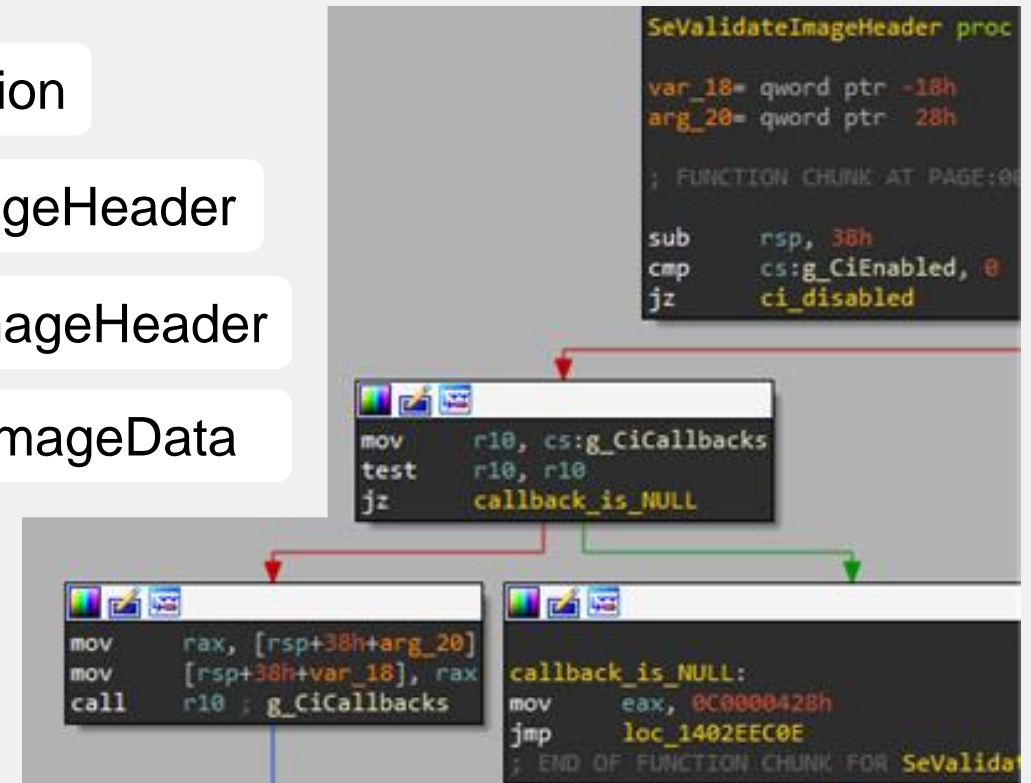 ion
geHeader
ageHeader
mageData
SeValidateImageHeader proc
var_18= qword ptr -18h
arg_20= qword ptr 28h
; FUNCTION CHUNK AT PAGE:00
sub rsp, 38h
cmp cs:g_CiEnabled, 0
jz ci_disabled
mov r10, cs:g_CiCallbacks
test r10, r10
jz callback_is_NULL
mov rax, [rsp+38h+arg_20]
mov [rsp+38h+var_18], rax
call r10 ; g_CiCallbacks
callback_is_NULL:
mov eax, 0C0000428h
jmp loc_1402EEC0E
; END OF FUNCTION CHUNK FOR SeValidat